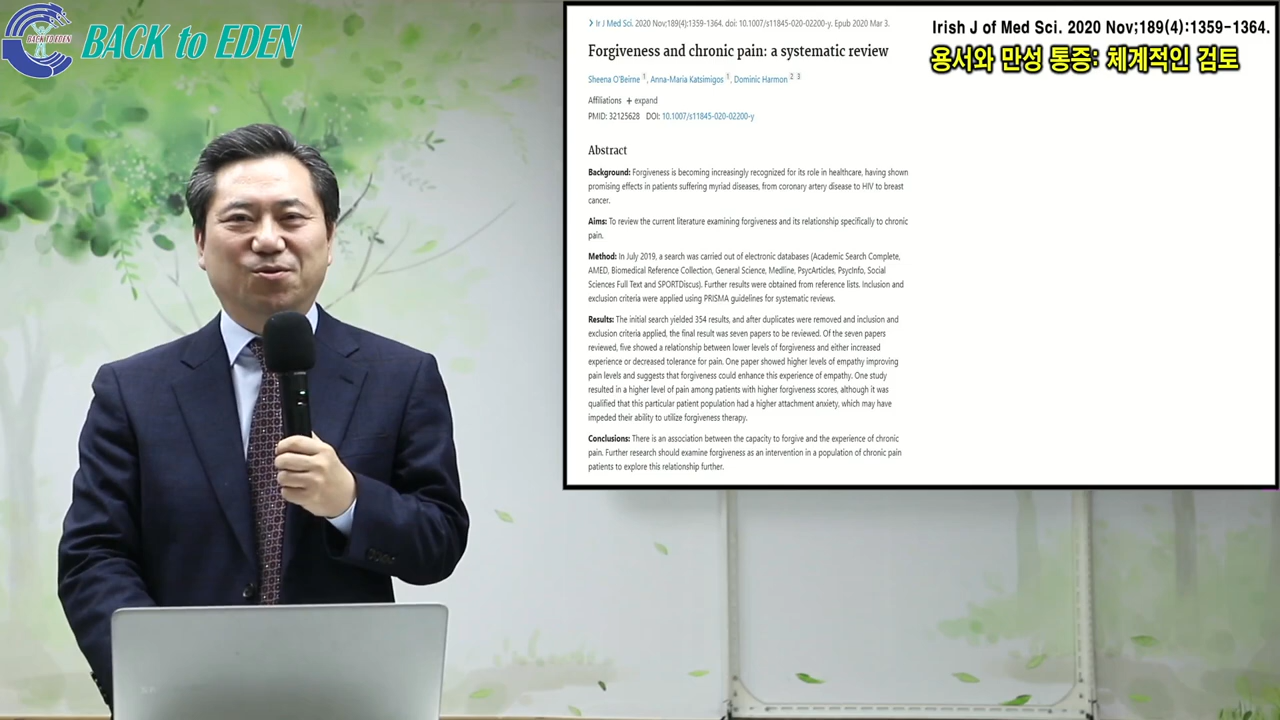 BACK TO EDEN
BACK to EDEN
Ir J Med Sci. 2020 Nov;189(4):1359-1364. doi: 10.1007/s11845-020-02200-y. Epub 2020 Mar 3.
Forgiveness and chronic pain: a systematic review
Sheena O'Beirne 1, Anna-Maria Katsimigos 1, Dominic Harmon 2 3
Affiliations + expand
PMID: 32125628 DOI: 10.1007/s11845-020-02200-y
Abstract
Background: Forgiveness is becoming increasingly recognized for its role in healthcare, having shown
promising effects in patients suffering myriad diseases, from coronary artery disease to HIV to breast
cancer.
Aims: To review the current literature examining forgiveness and its relationship specifically to chronic
pain.
Method: In July 2019, a search was carried out of electronic databases (Academic Search Complete,
AMED, Biomedical Reference Collection, General Science, Medline, PsycArticles, PsycInfo, Social
Sciences Full Text and SPORTDiscus). Further results were obtained from reference lists. Inclusion and
exclusion criteria were applied using PRISMA guidelines for systematic reviews.
Results: The initial search yielded 354 results, and after duplicates were removed and inclusion and
exclusion criteria applied, the final result was seven papers to be reviewed. Of the seven papers
reviewed, five showed a relationship between lower levels of forgiveness and either increased
experience or decreased tolerance for pain. One paper showed higher levels of empathy improving
pain levels and suggests that forgiveness could enhance this experience of empathy. One study
resulted in a higher level of pain among patients with higher forgiveness scores, although it was
qualified that this particular patient population had a higher attachment anxiety, which may have
impeded their ability to utilize forgiveness therapy.
Conclusions: There is an association between the capacity to forgive and the experience of chronic
pain. Further research should examine forgiveness as an intervention in a population of chronic pain
patients to explore this relationship further.
Irish J of Med Sci. 2020 Nov;189(4):1359-1364.
용서와 만성 통증: 체계적인 검토